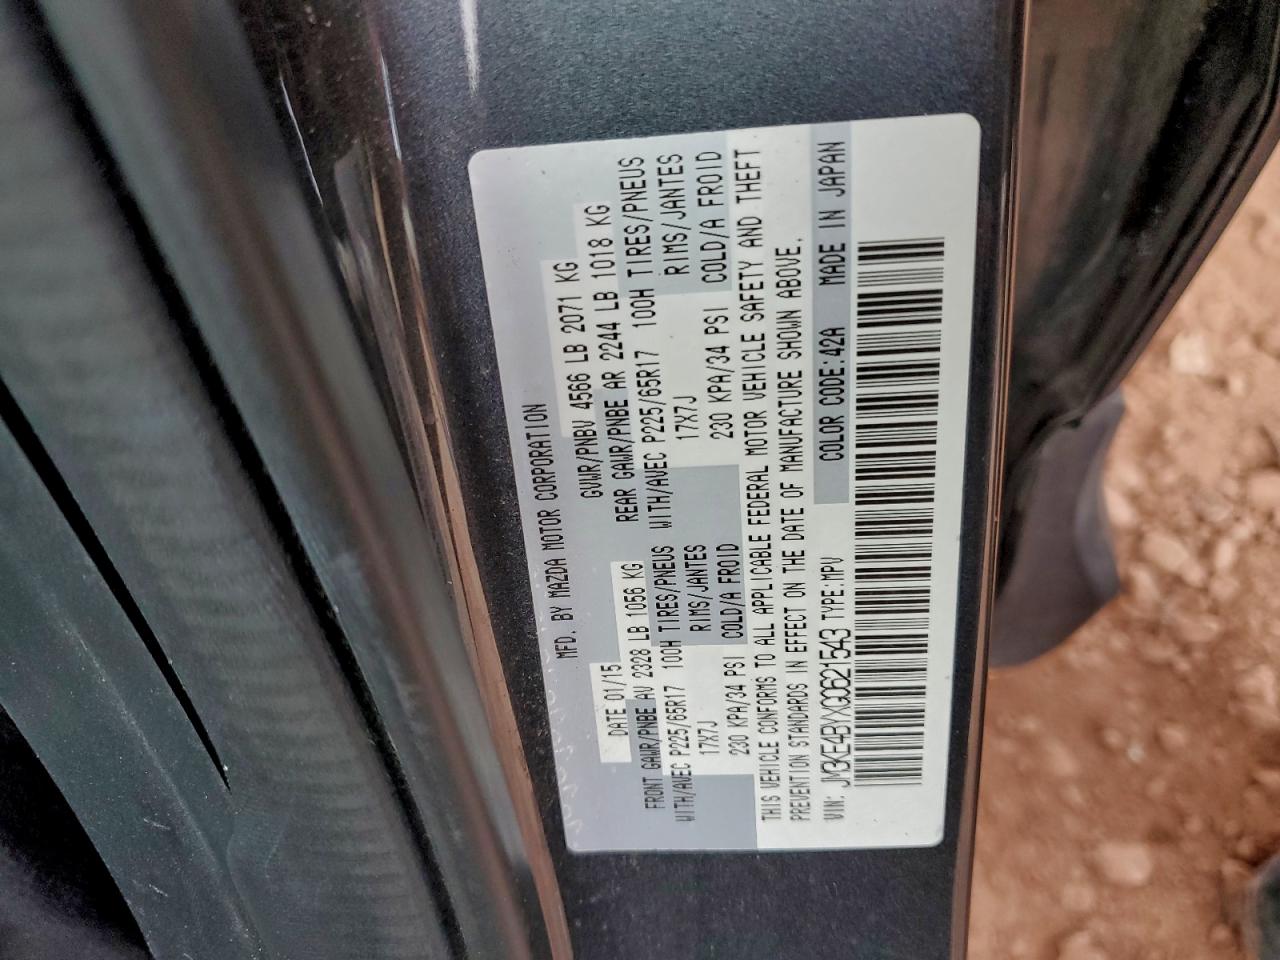 MFD. BY MAZDA MOTOR CORPORATION
DATE 01/15 GVWR/PNBV 4566 LB 2071 KG
FRONT GAWR/PNBE AV 2328 LB 1056 KG REAR GAWR/PNBE AR 2244 LB 1018 KG
WITH/AVEC P225/65R17 100H TIRES/PNEUS WITH/AVEC P225/65R17 100H TIRES/PNEUS
17X7J RIMS/JANTES 17X7J RIMS/JANTES
230 KPA/34 PSI COLD/A FROID 230 KPA/34 PSI COLD/A FROID
THIS VEHICLE CONFORMS TO ALL APPLICABLE FEDERAL MOTOR VEHICLE SAFETY AND THEFT
PREVENTION STANDARDS IN EFFECT ON THE DATE OF MANUFACTURE SHOWN ABOVE.
VIN: JM3KE4BYXG0621543 TYPE:MPV COLOR CODE:42A MADE IN JAPAN